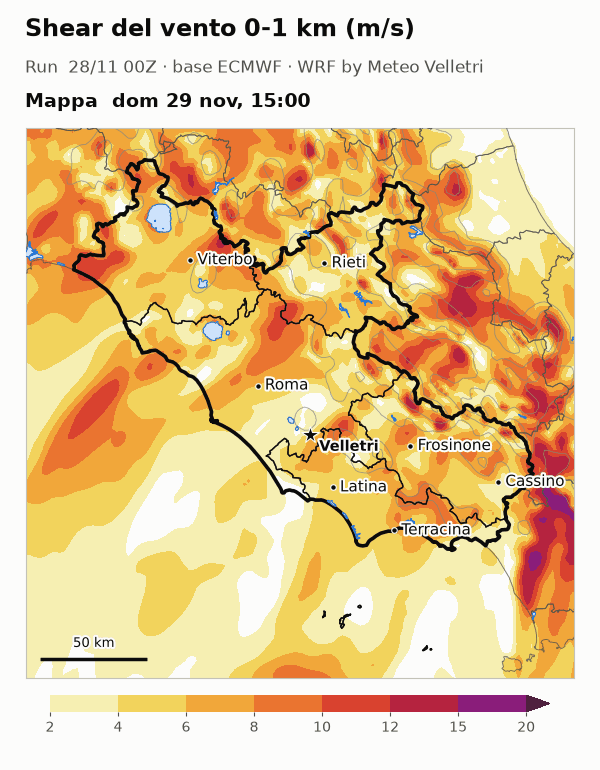 Shear del vento 0-1 km (m/s)
Run  28/11 00Z · base ECMWF · WRF by Meteo Velletri
Mappa  dom 29 nov, 15:00
Viterbo
Rieti
Roma
Velletri
Frosinone
Cassino
Latina
Terracina
50 km
2 4 6 8 10 12 15 20